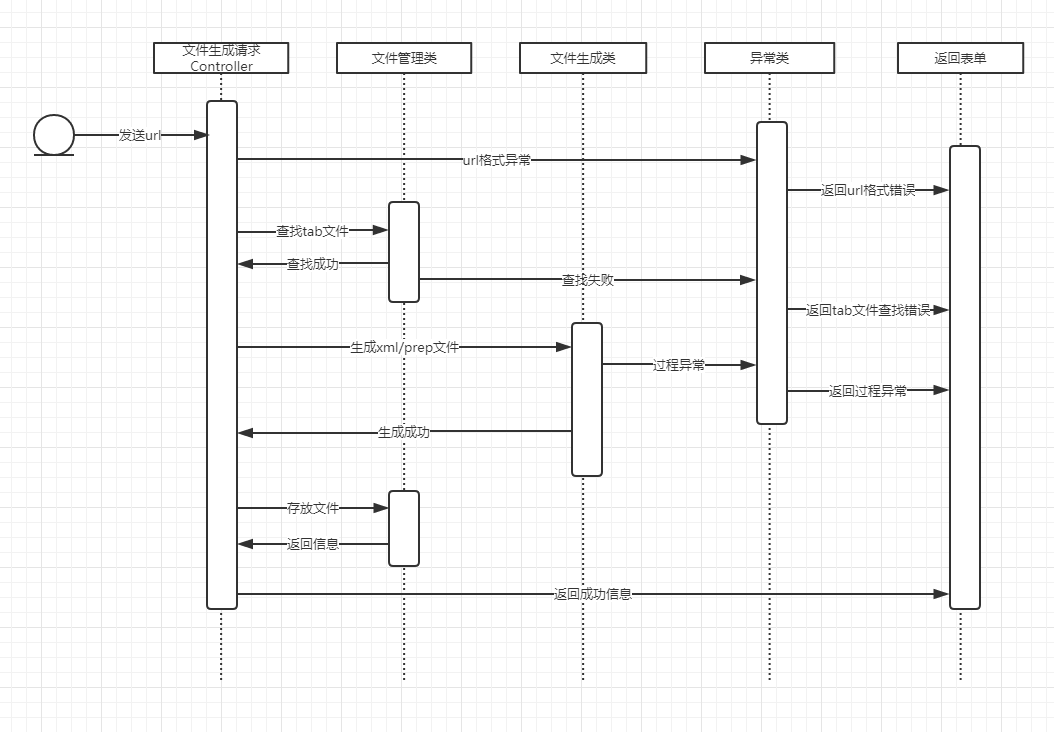 文件生成请求
Controller
文件管理类
文件生成类
异常类
返回表单
发送url
url格式异常
返回url格式错误
查找tab文件
查找成功
查找失败
返回tab文件查找错误
生成xml/prep文件
过程异常
返回过程异常
生成成功
存放文件
返回信息
返回成功信息